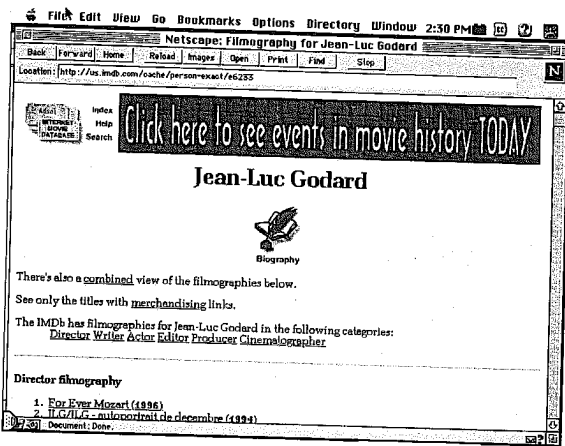 File Edit View Go Bookmarks Options Directory Window 2:30 PM
Netscape: Filmography for Jean-Luc Godard
Back Forward Home Reload Images Open Print Find Stop
Location: http://us.imdb.com/cache/person-exact/e6233
N
INTERNET MOVIE DATABASE
Index
Help
Search
Click here to see events in movie history TODAY
Jean-Luc Godard
Biography
There's also a combined view of the filmographies below.
See only the titles with merchandising links.
The IMDb has filmographies for Jean-Luc Godard in the following categories:
Director Writer Actor Editor Producer Cinematographer
Director filmography
1. For Ever Mozart (1996)
2. JLG/JLG - autoportrait de decembre (1994)
Document: Done.